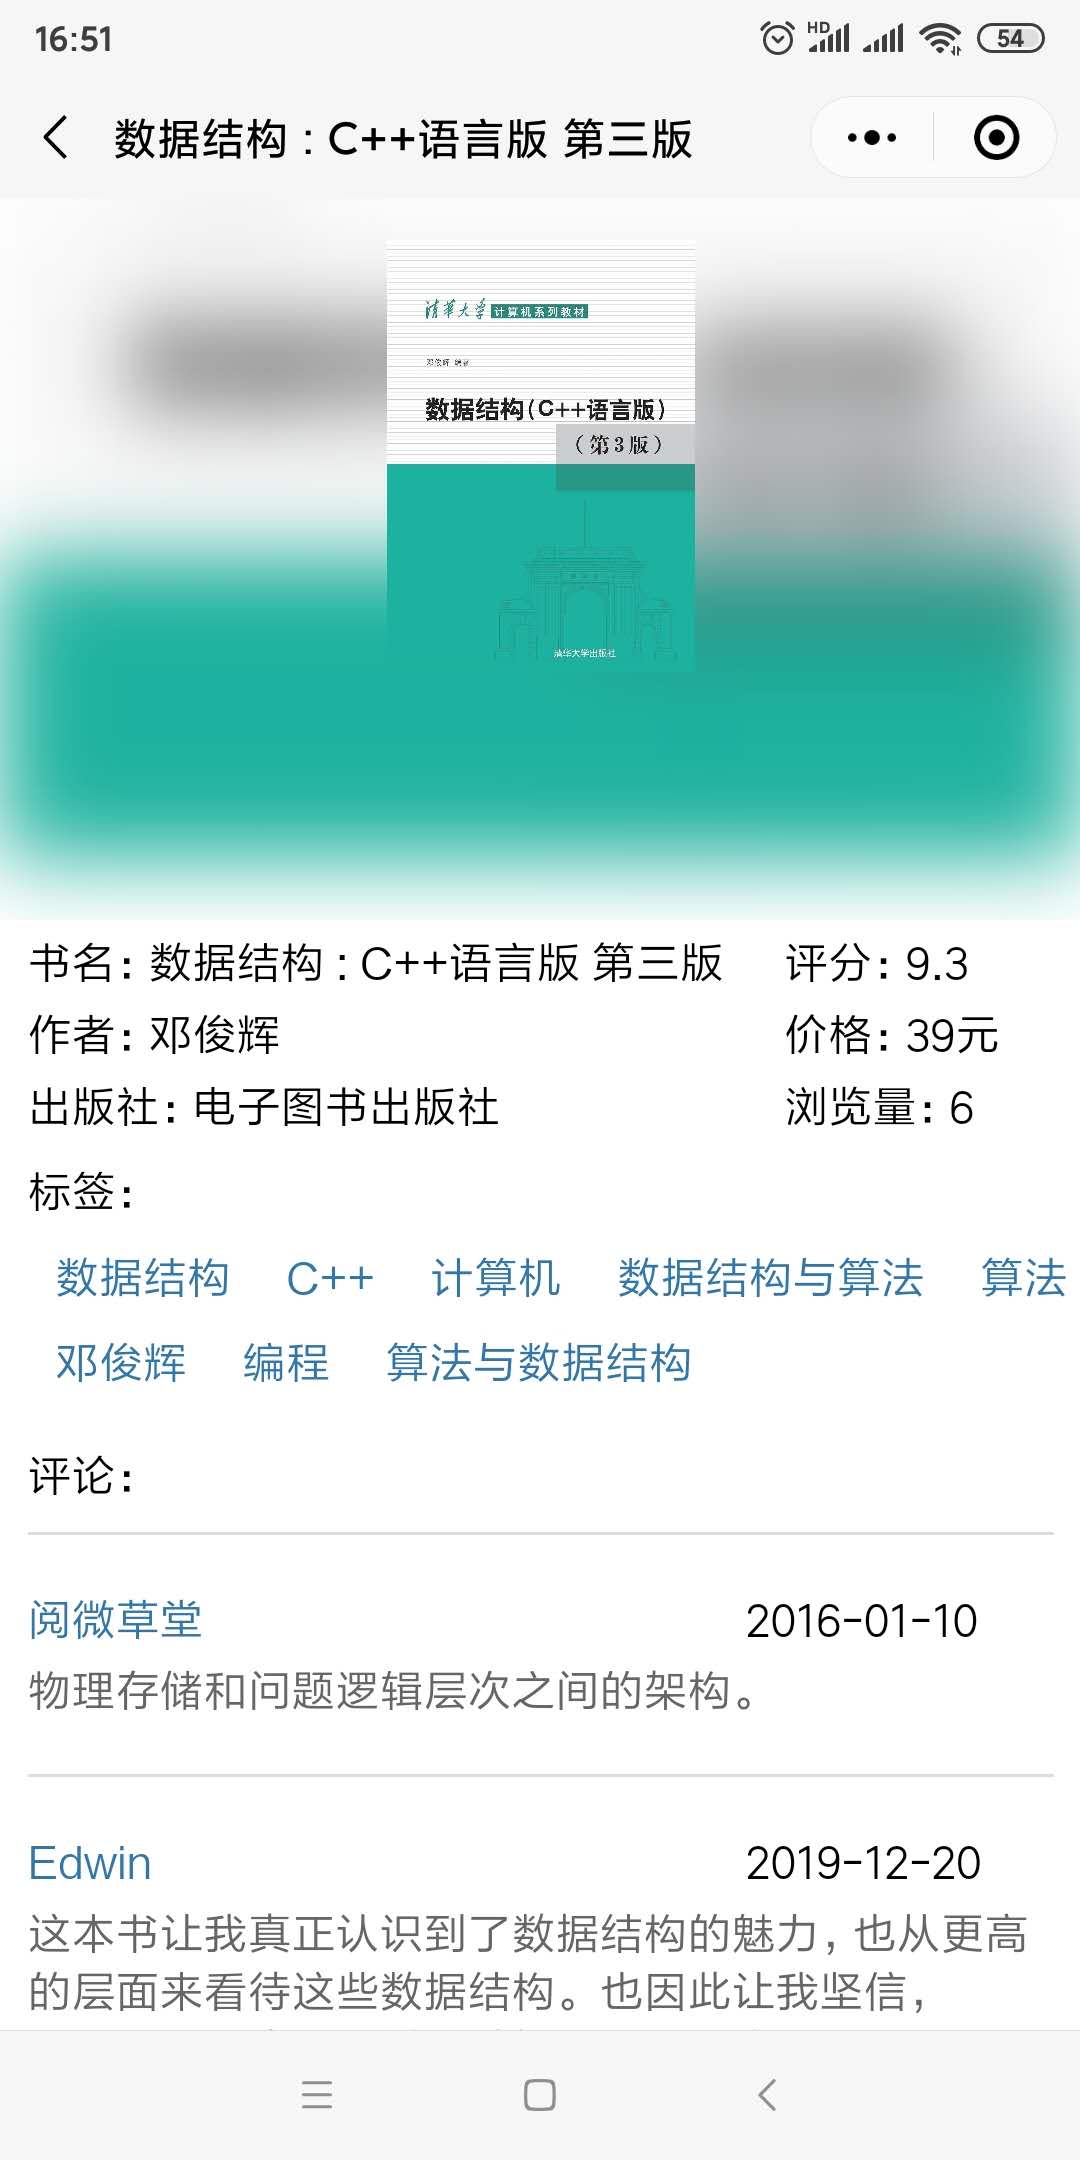 16:51
HD
54
数据结构 : C++语言版 第三版
清华大学 计算机系列教材
邓俊辉 编著
数据结构(C++语言版)
（第3版）
清华大学出版社
书名：数据结构 : C++语言版 第三版
评分：9.3
作者：邓俊辉
价格：39元
出版社：电子图书出版社
浏览量：6
标签：
数据结构 C++ 计算机 数据结构与算法 算法
邓俊辉 编程 算法与数据结构
评论：
阅微草堂 2016-01-10
物理存储和问题逻辑层次之间的架构。
Edwin 2019-12-20
这本书让我真正认识到了数据结构的魅力，也从更高
的层面来看待这些数据结构。也因此让我坚信，